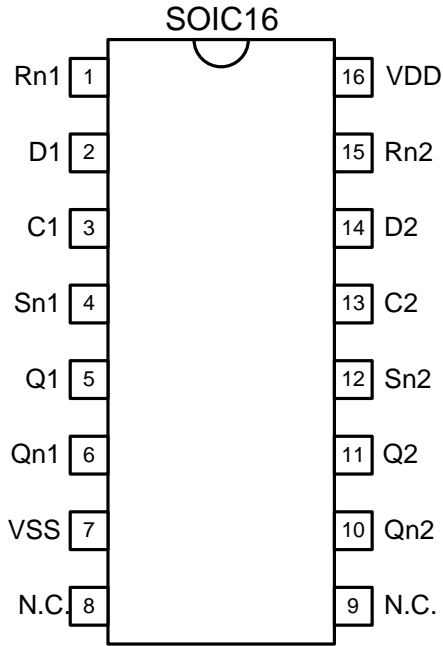 SOIC16
Rn1 1 16 VDD
D1 2 15 Rn2
C1 3 14 D2
Sn1 4 13 C2
Q1 5 12 Sn2
Qn1 6 11 Q2
VSS 7 10 Qn2
N.C. 8 9 N.C.